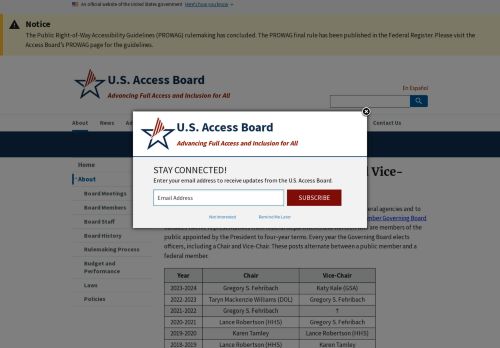 An official website of the United States government Here's how you know
Notice
The Public Right-of-Way Accessibility Guidelines (PROWAG) rulemaking has concluded. The PROWAG final rule has been published in the Federal Register. Please visit the
Access Board's PROWAG page for the guidelines.
U.S. Access Board
Advancing Full Access and Inclusion for All
En Español
About News Contact Us
U.S. Access Board
Advancing Full Access and Inclusion for All
STAY CONNECTED!
Enter your email address to receive updates from the U.S. Access Board.
Email Address SUBSCRIBE
Not Interested Remind Me Later
Home
About
Board Meetings
Board Members
Board Staff
Board History
Rulemaking Process
Budget and
Performance
Laws
Policies
Vice-
federal agencies and to
Governing Board
are members of the
public appointed by the President to four-year terms. Every year the Governing Board elects
officers, including a Chair and Vice-Chair. These posts alternate between a public member and a
federal member.
Year Chair Vice-Chair
2023-2024 Gregory S. Fehribach Katy Kale (GSA)
2022-2023 Taryn Mackenzie Williams (DOL) Gregory S. Fehribach
2021-2022 Gregory S. Fehribach †
2020-2021 Lance Robertson (HHS) Gregory S. Fehribach
2019-2020 Karen Tamley Lance Robertson (HHS)
2018-2019 Lance Robertson (HHS) Karen Tamley